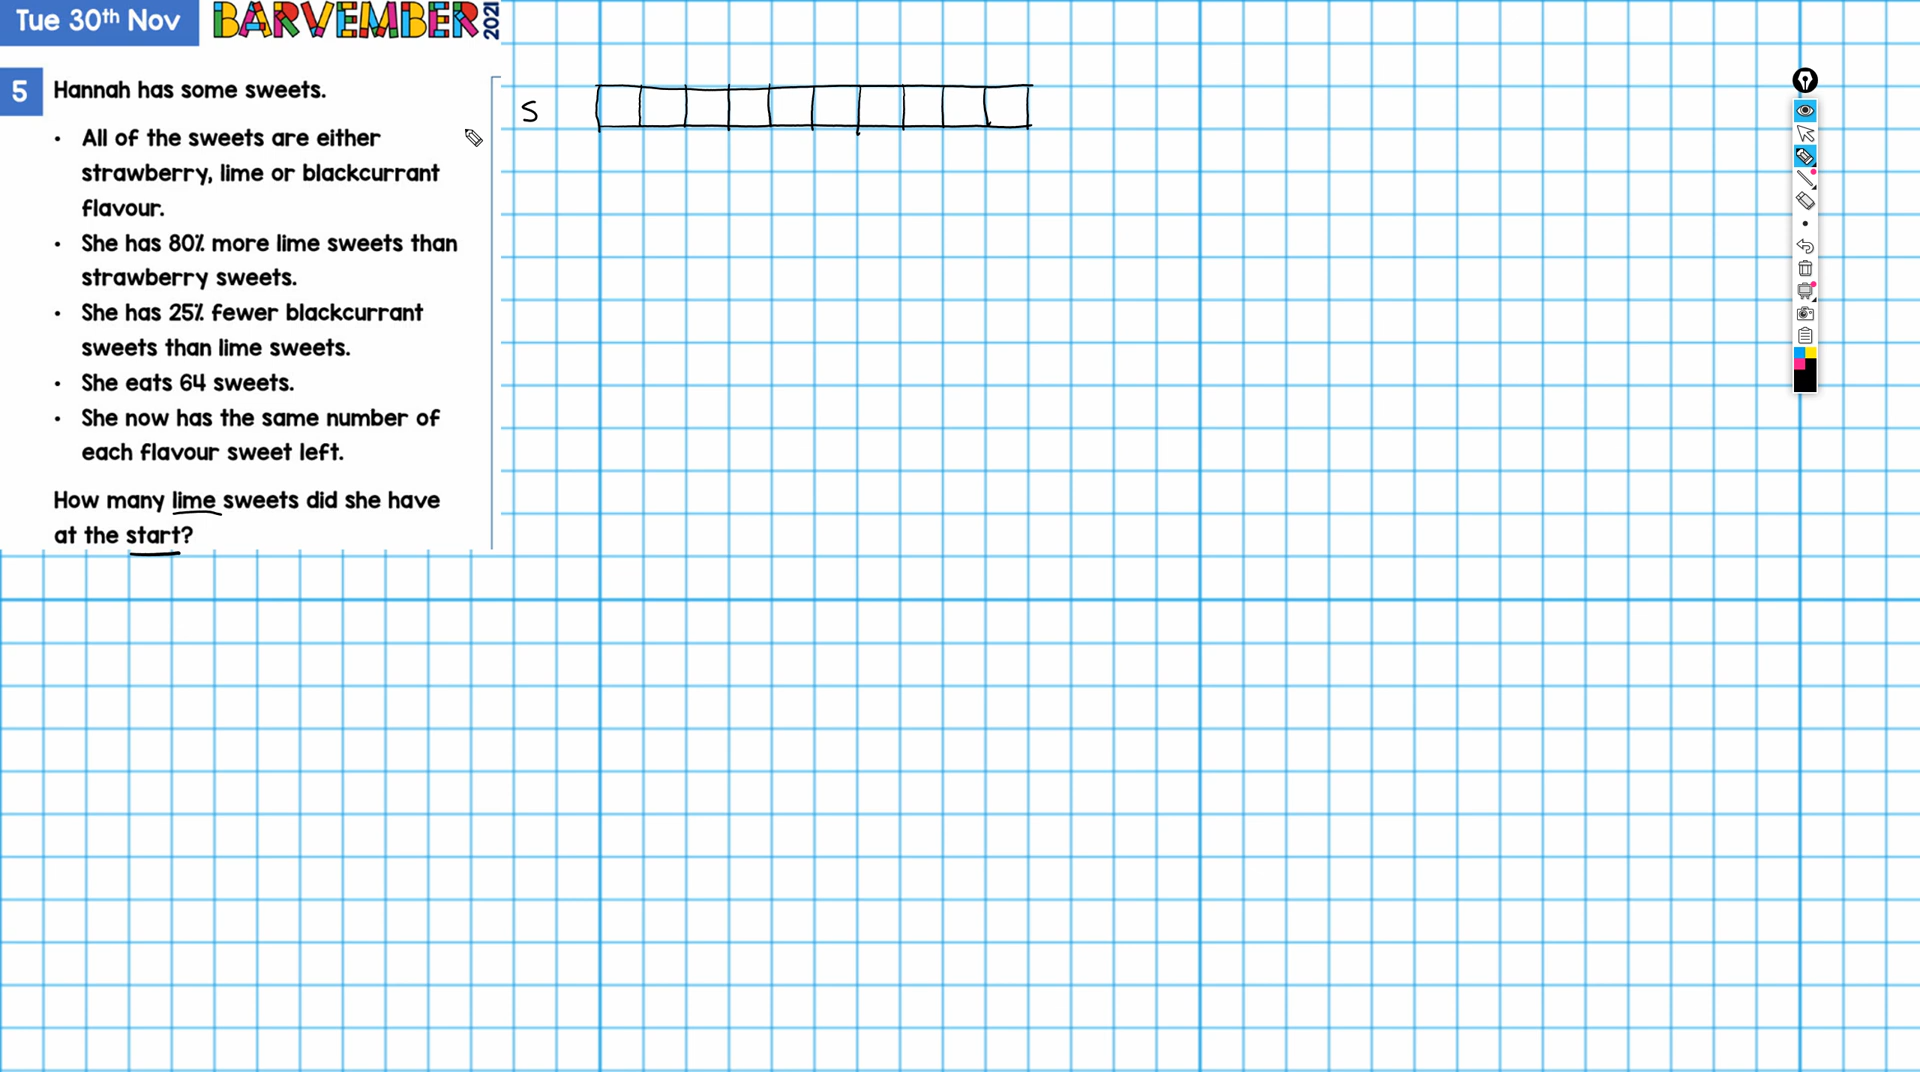 Tue 30th Nov
BARVEMBER 2021
5
Hannah has some sweets.
• All of the sweets are either
strawberry, lime or blackcurrant
flavour.
• She has 80% more lime sweets than
strawberry sweets.
• She has 25% fewer blackcurrant
sweets than lime sweets.
• She eats 64 sweets.
• She now has the same number of
each flavour sweet left.
How many lime sweets did she have
at the start?
S